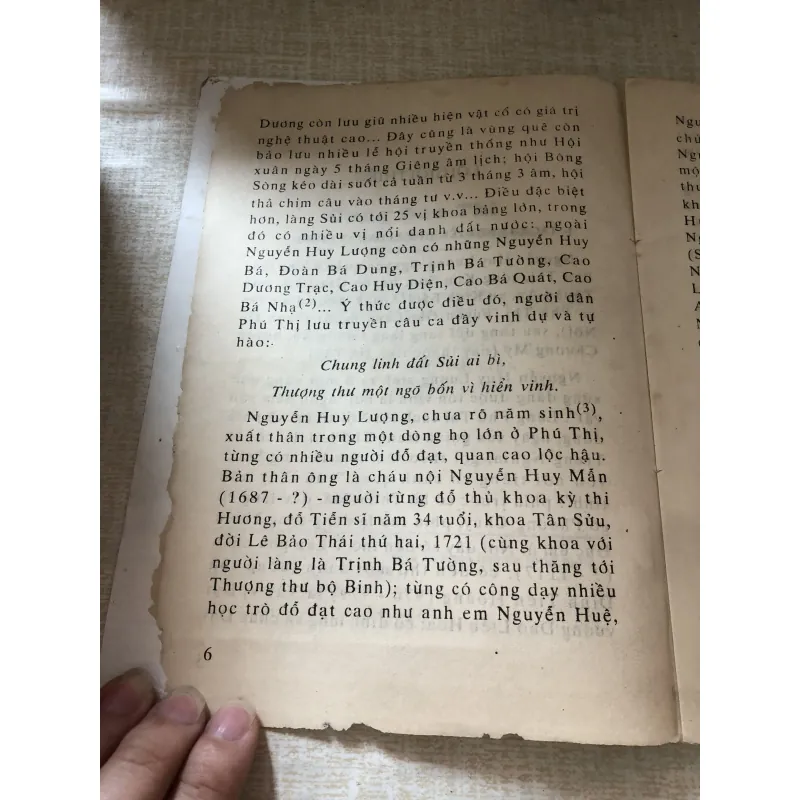 Dương còn lưu giữ nhiều hiện vật cổ có giá trị
nghệ thuật cao... Đây cũng là vùng quê còn
bảo lưu nhiều lễ hội truyền thống như Hội
xuân ngày 5 tháng Giêng âm lịch; hội Bông
Sòng kéo dài suốt cả tuần từ 3 tháng 3 âm, hội
thả chim câu vào tháng tư v.v... Điều đặc biệt
hơn, làng Sủi có tới 25 vị khoa bảng lớn, trong
đó có nhiều vị nổi danh đất nước: ngoài
Nguyễn Huy Lượng còn có những Nguyễn Huy
Bá, Đoàn Bá Dung, Trịnh Bá Tường, Cao
Dương Trạc, Cao Huy Diện, Cao Bá Quát, Cao
Bá Nhạ(2)... Ý thức được điều đó, người dân
Phú Thị lưu truyền câu ca đầy vinh dự và tự
hào:
Chung linh đất Sủi ai bì,
Thượng thư một ngõ bốn vì hiển vinh.
Nguyễn Huy Lượng, chưa rõ năm sinh(3),
xuất thân trong một dòng họ lớn ở Phú Thị,
từng có nhiều người đỗ đạt, quan cao lộc hậu.
Bản thân ông là cháu nội Nguyễn Huy Mẫn
(1687 - ?) - người từng đỗ thủ khoa kỳ thi
Hương, đỗ Tiến sĩ năm 34 tuổi, khoa Tân Sửu,
đời Lê Bảo Thái thứ hai, 1721 (cùng khoa với
người làng là Trịnh Bá Tường, sau thăng tới
Thượng thư bộ Binh); từng có công dạy nhiều
học trò đỗ đạt cao như anh em Nguyễn Huệ,
6